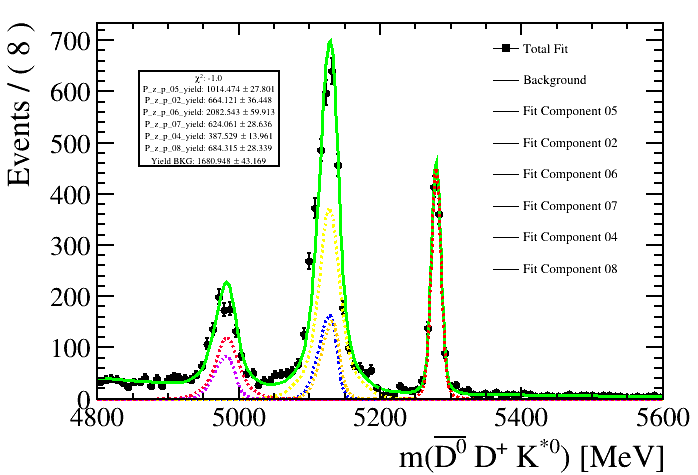 Events / ( 8 )
700
600
500
400
300
200
100
0
χ²: -1.0
P_z_p_05_yield: 1014.474 ± 27.801
P_z_p_02_yield: 664.121 ± 36.448
P_z_p_06_yield: 2082.543 ± 59.913
P_z_p_07_yield: 624.061 ± 28.636
P_z_p_04_yield: 387.529 ± 13.961
P_z_p_08_yield: 684.315 ± 28.339
Yield BKG: 1680.948 ± 43.169
Total Fit
Background
Fit Component 05
Fit Component 02
Fit Component 06
Fit Component 07
Fit Component 04
Fit Component 08
4800 5000 5200 5400 5600
m(D̅⁰ D⁺ K*⁰) [MeV]